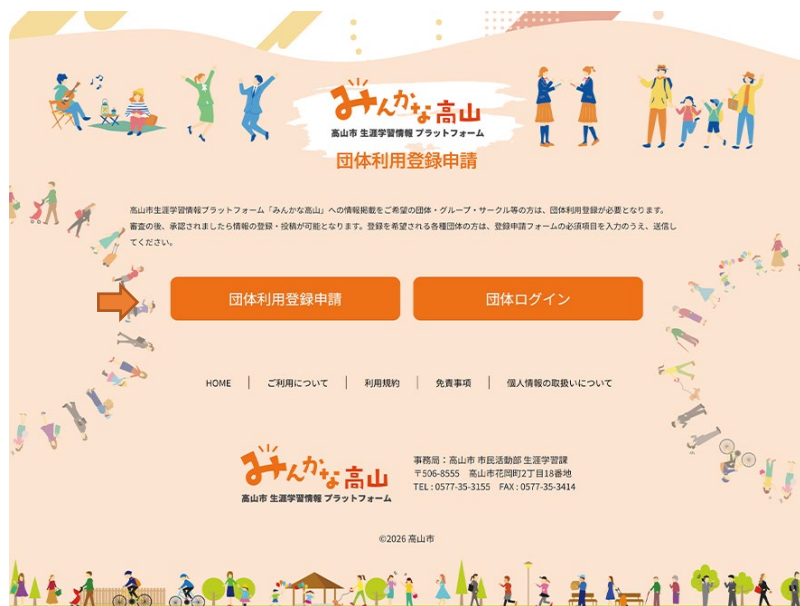 みんかな高山
高山市 生涯学習情報 プラットフォーム
団体利用登録申請
高山市生涯学習情報プラットフォーム「みんかな高山」への情報掲載をご希望の団体・グループ・サークル等の方は、団体利用登録が必要となります。
審査の後、承認されましたら情報の登録・投稿が可能となります。登録を希望される各種団体の方は、登録申請フォームの必須項目を入力のうえ、送信し
てください。
団体利用登録申請
団体ログイン
HOME | ご利用について | 利用規約 | 免責事項 | 個人情報の取扱いについて
みんかな高山
高山市 生涯学習情報 プラットフォーム
事務局：高山市 市民活動部 生涯学習課
〒506-8555 高山市花岡町2丁目18番地
TEL : 0577-35-3155 FAX : 0577-35-3414
©2026 高山市